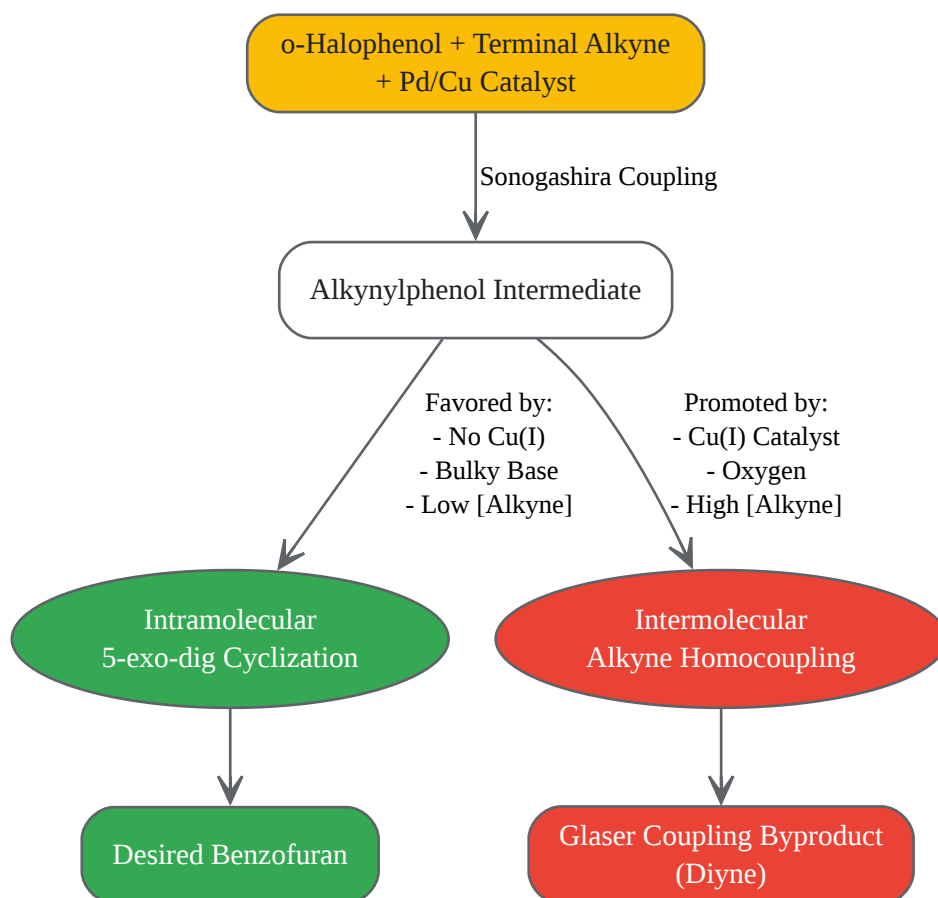 o-Halophenol + Terminal Alkyne
+ Pd/Cu Catalyst
Sonogashira Coupling
Alkynylphenol Intermediate
Favored by:
- No Cu(I)
- Bulky Base
- Low [Alkyne]
Promoted by:
- Cu(I) Catalyst
- Oxygen
- High [Alkyne]
Intramolecular
5-exo-dig Cyclization
Intermolecular
Alkyne Homocoupling
Desired Benzofuran
Glaser Coupling Byproduct
(Diyne)